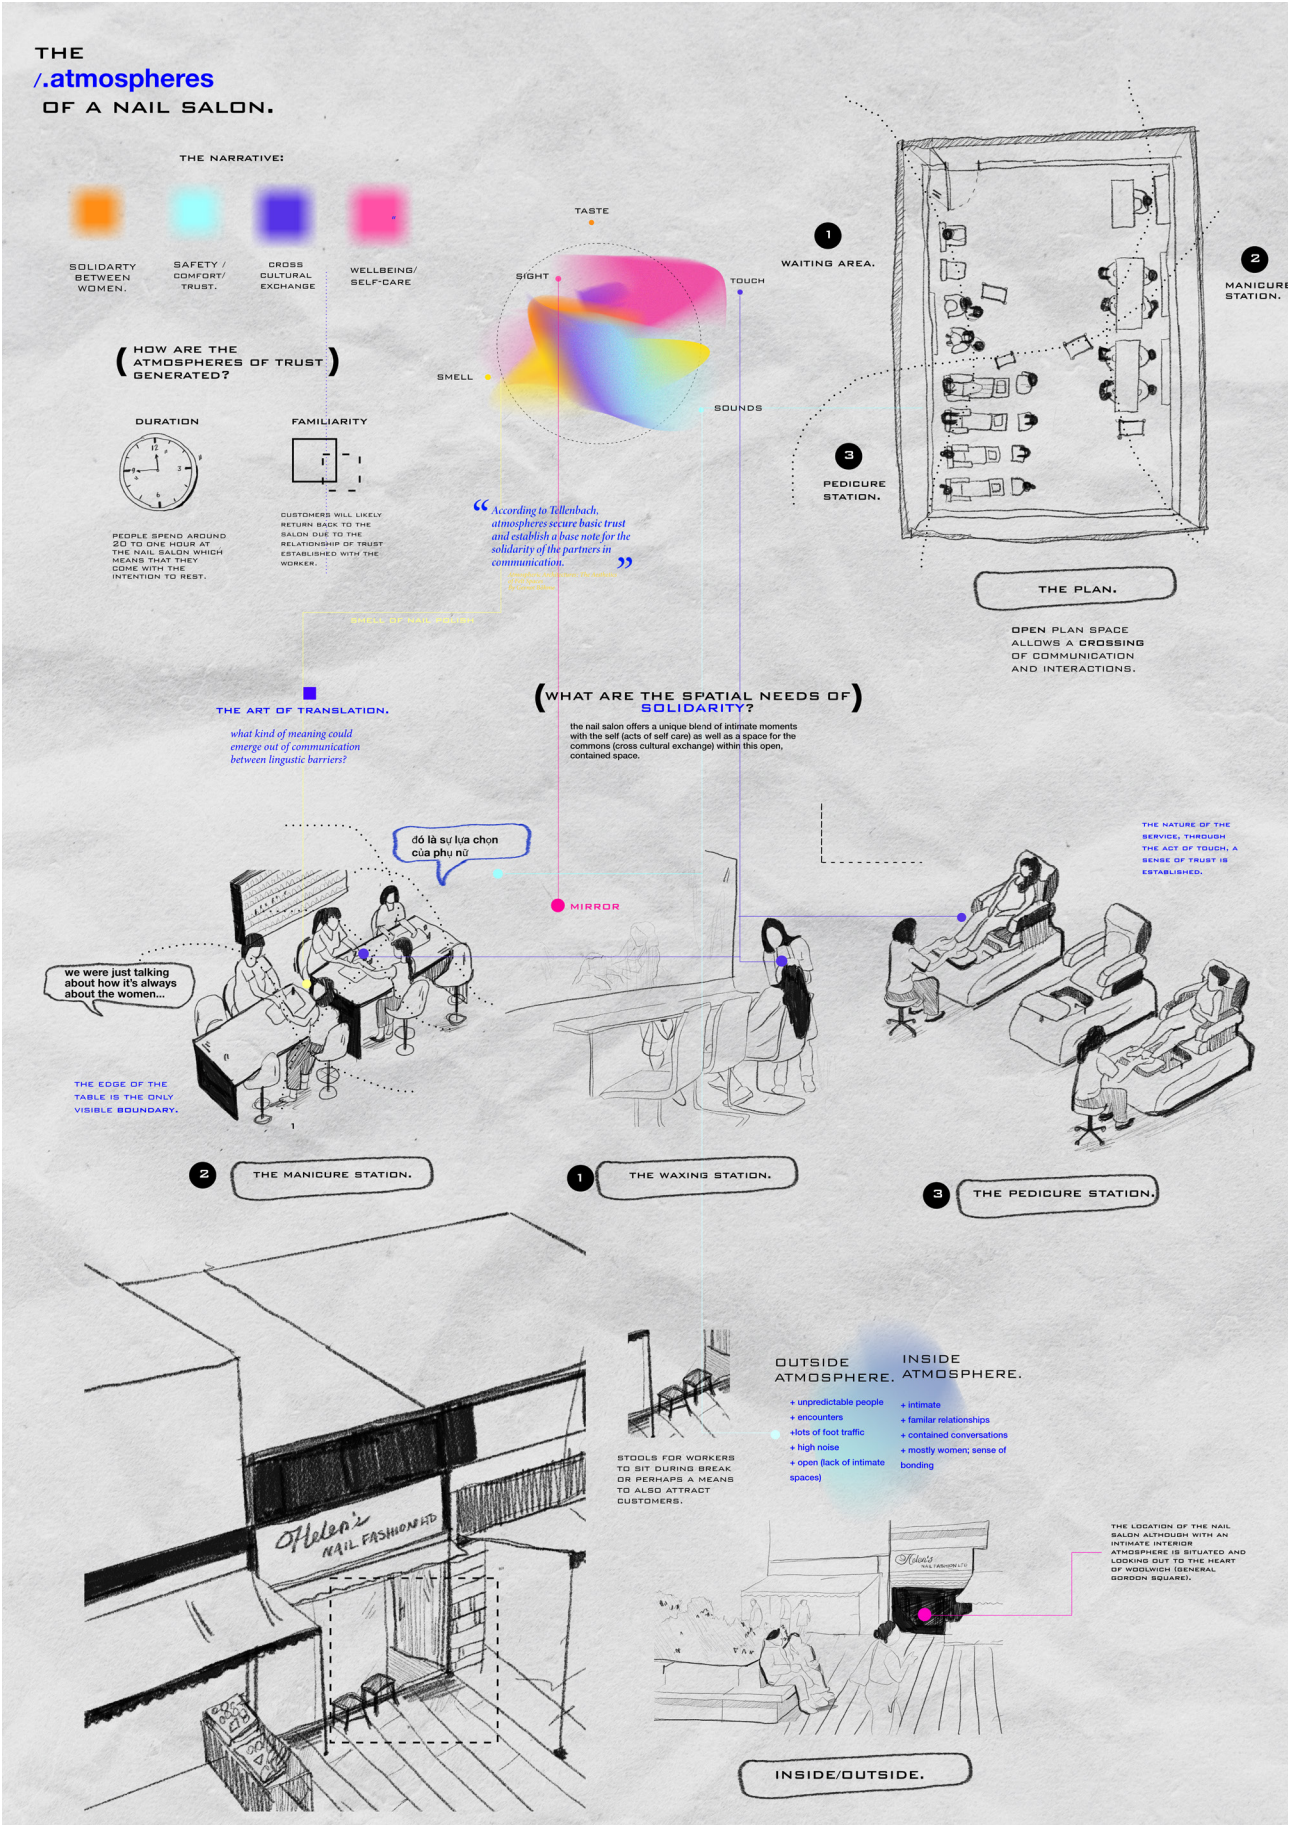 THE
/.atmospheres
OF A NAIL SALON.
THE NARRATIVE:
SOLIDARTY
BETWEEN
WOMEN.
SAFETY /
COMFORT/
TRUST.
CROSS
CULTURAL
EXCHANGE
WELLBEING/
SELF-CARE
( HOW ARE THE
ATMOSPHERES OF TRUST
GENERATED? )
DURATION
12
3
6
9
PEOPLE SPEND AROUND
20 TO ONE HOUR AT
THE NAIL SALON WHICH
MEANS THAT THEY
COME WITH THE
INTENTION TO REST.
FAMILIARITY
CUSTOMERS WILL LIKELY
RETURN BACK TO THE
SALON DUE TO THE
RELATIONSHIP OF TRUST
ESTABLISHED WITH THE
WORKER.
TASTE
SIGHT
TOUCH
SMELL
SOUNDS
“ According to Tellenbach,
atmospheres secure basic trust
and establish a base note for the
solidarity of the partners in
communication. ”
SMELL OF NAIL POLISH
1
WAITING AREA.
2
MANICURE
STATION.
3
PEDICURE
STATION.
THE PLAN.
OPEN PLAN SPACE
ALLOWS A CROSSING
OF COMMUNICATION
AND INTERACTIONS.
THE ART OF TRANSLATION.
what kind of meaning could
emerge out of communication
between lingustic barriers?
(WHAT ARE THE SPATIAL NEEDS OF
SOLIDARITY?)
the nail salon offers a unique blend of intimate moments
with the self (acts of self care) as well as a space for the
commons (cross cultural exchange) within this open,
contained space.
đó là sự lựa chọn
của phụ nữ
MIRROR
THE NATURE OF THE
SERVICE, THROUGH
THE ACT OF TOUCH, A
SENSE OF TRUST IS
ESTABLISHED.
we were just talking
about how it's always
about the women...
THE EDGE OF THE
TABLE IS THE ONLY
VISIBLE BOUNDARY.
1
2
THE MANICURE STATION.
1
THE WAXING STATION.
3
THE PEDICURE STATION.
Helen's
NAIL FASHION LTD
STOOLS FOR WORKERS
TO SIT DURING BREAK
OR PERHAPS A MEANS
TO ALSO ATTRACT
CUSTOMERS.
OUTSIDE
ATMOSPHERE.
+ unpredictable people
+ encounters
+lots of foot traffic
+ high noise
+ open (lack of intimate
spaces)
INSIDE
ATMOSPHERE.
+ intimate
+ familar relationships
+ contained conversations
+ mostly women; sense of
bonding
Helen's
NAIL FASHION LTD
THE LOCATION OF THE NAIL
SALON ALTHOUGH WITH AN
INTIMATE INTERIOR
ATMOSPHERE IS SITUATED AND
LOOKING OUT TO THE HEART
OF WOOLWICH (GENERAL
GORDON SQUARE).
INSIDE/OUTSIDE.